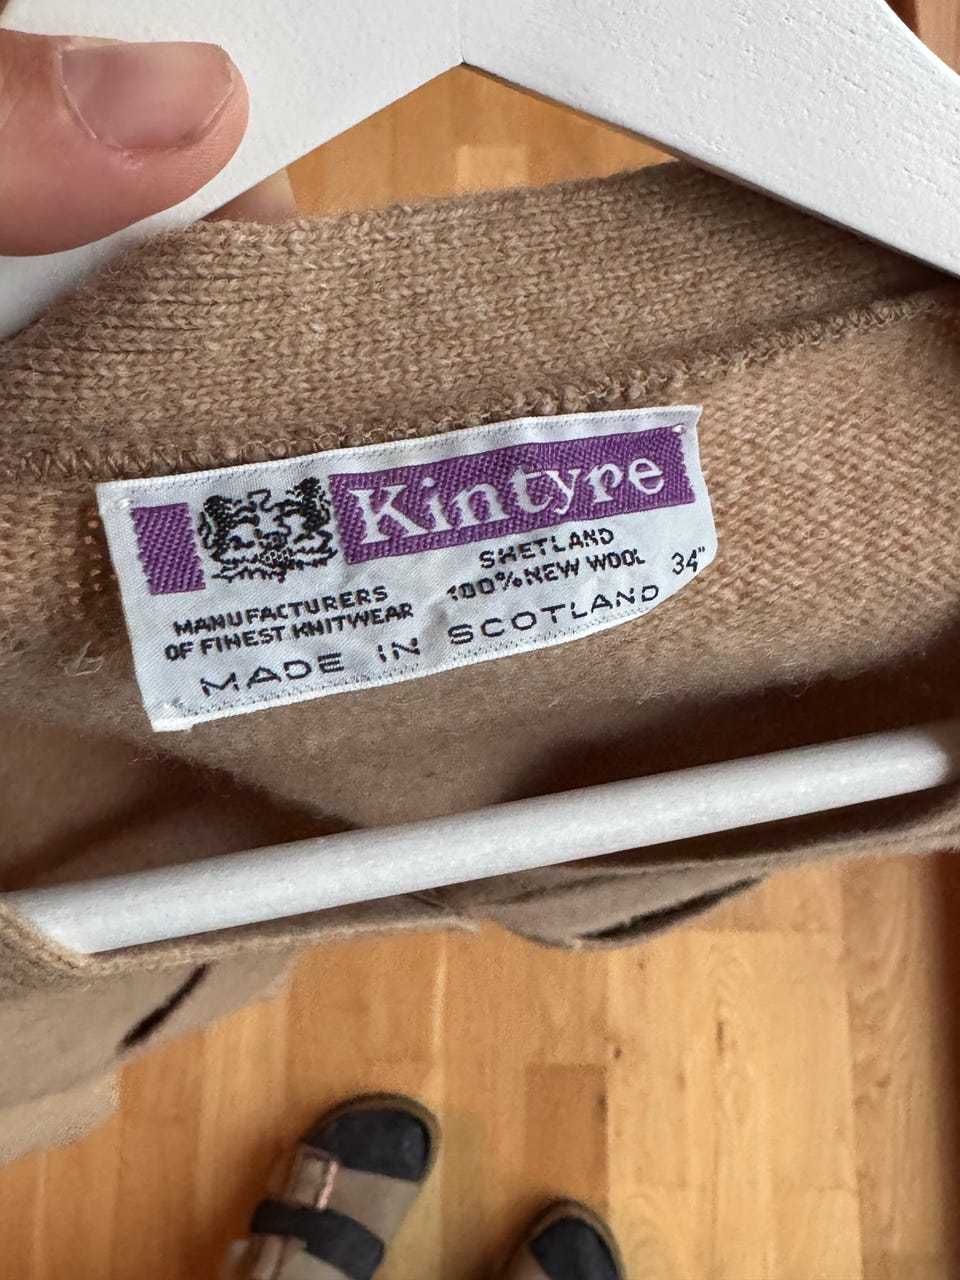 Kintyre
SHETLAND
100% NEW WOOL
34"
MANUFACTURERS
OF FINEST KNITWEAR
MADE IN SCOTLAND